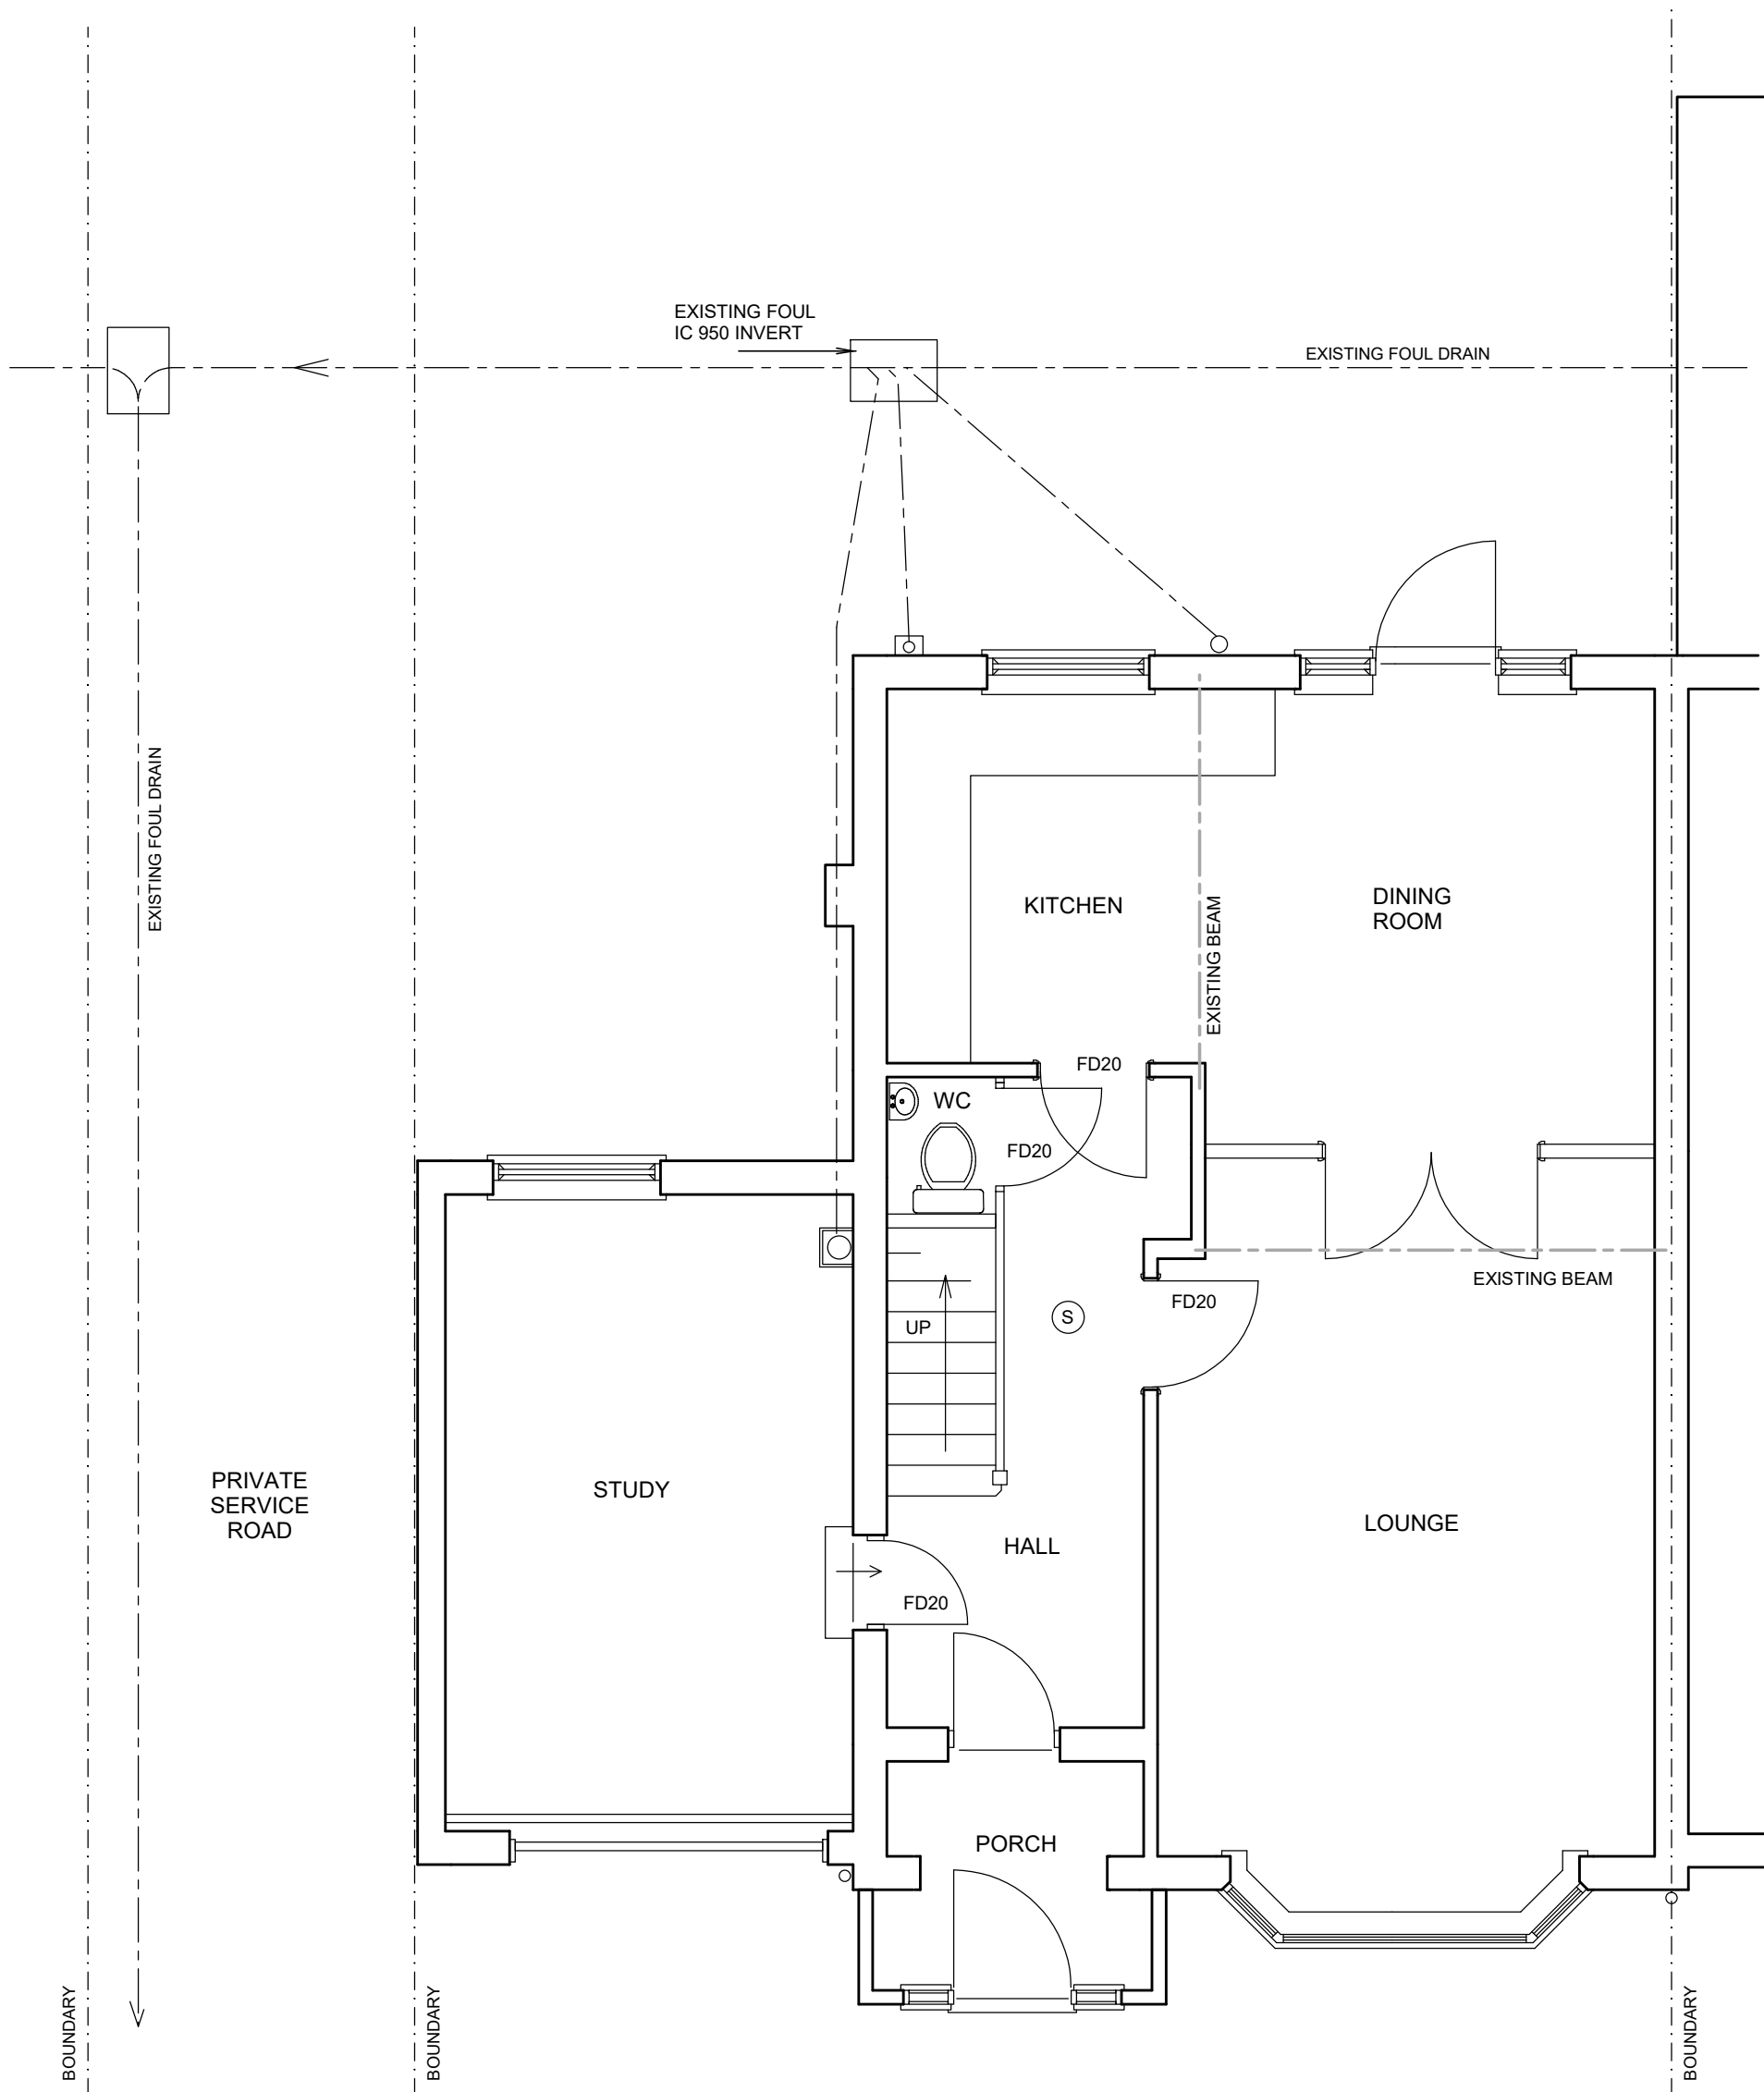 EXISTING FOUL
IC 950 INVERT
EXISTING FOUL DRAIN
EXISTING FOUL DRAIN
KITCHEN
DINING
ROOM
EXISTING BEAM
FD20
WC
FD20
EXISTING BEAM
FD20
S
UP
PRIVATE
SERVICE
ROAD
STUDY
LOUNGE
HALL
FD20
PORCH
BOUNDARY
BOUNDARY
BOUNDARY